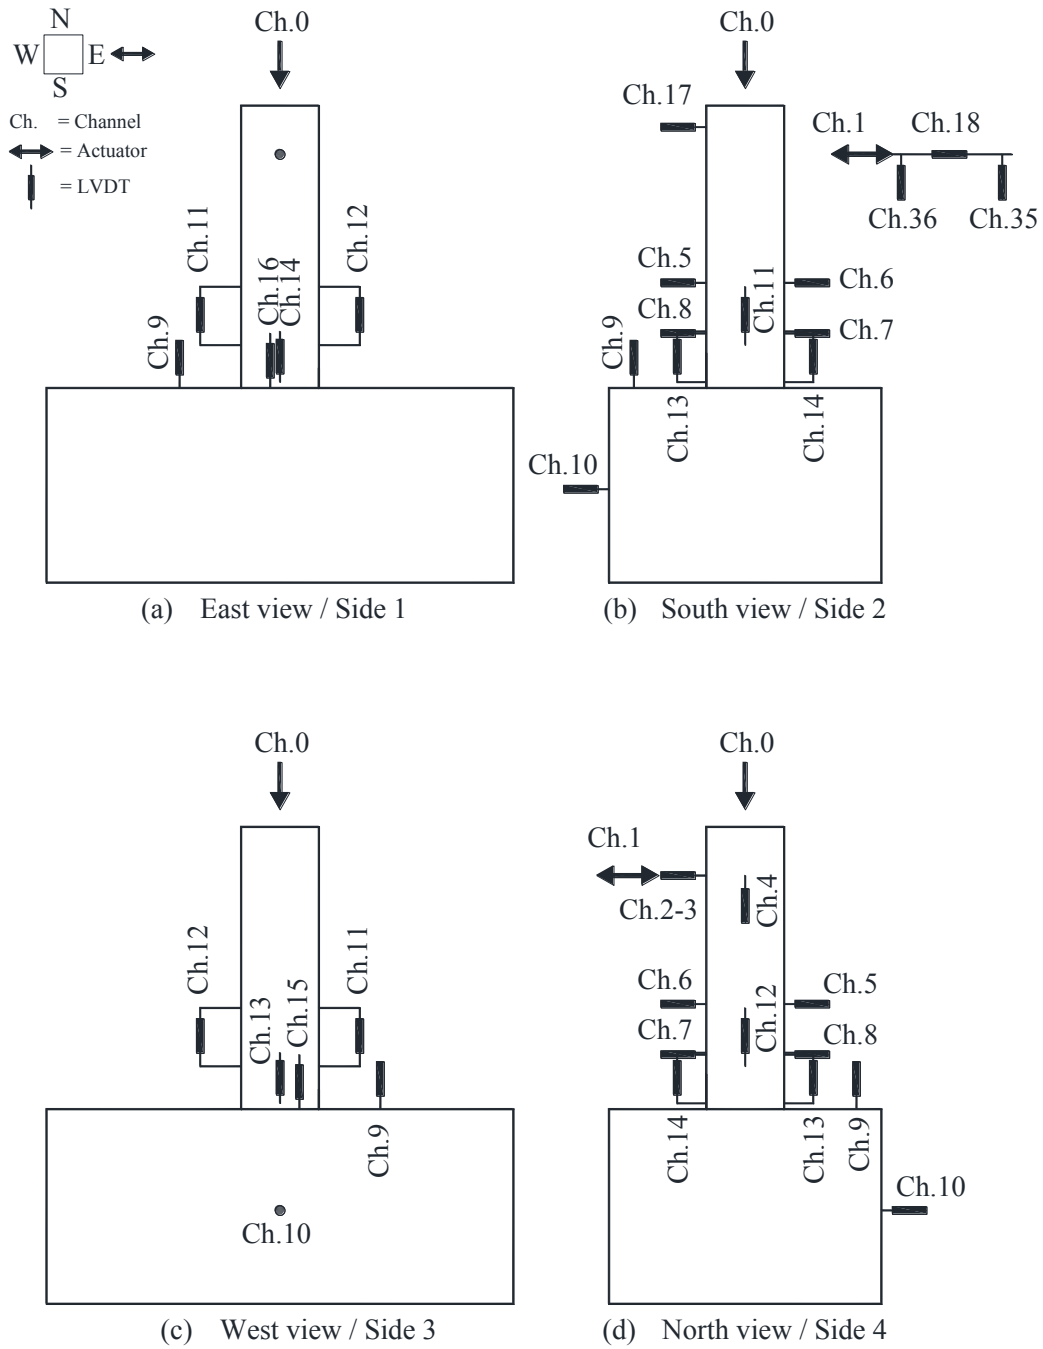 N
W E
S
Ch. = Channel
= Actuator
= LVDT
Ch.0
Ch.11
Ch.12
Ch.16
Ch.14
Ch.9
(a) East view / Side 1
Ch.0
Ch.17
Ch.1
Ch.18
Ch.36
Ch.35
Ch.5
Ch.6
Ch.11
Ch.8
Ch.7
Ch.9
Ch.13
Ch.14
Ch.10
(b) South view / Side 2
Ch.0
Ch.12
Ch.11
Ch.13
Ch.15
Ch.9
Ch.10
(c) West view / Side 3
Ch.0
Ch.1
Ch.2-3
Ch.4
Ch.6
Ch.5
Ch.12
Ch.7
Ch.8
Ch.14
Ch.13
Ch.9
Ch.10
(d) North view / Side 4